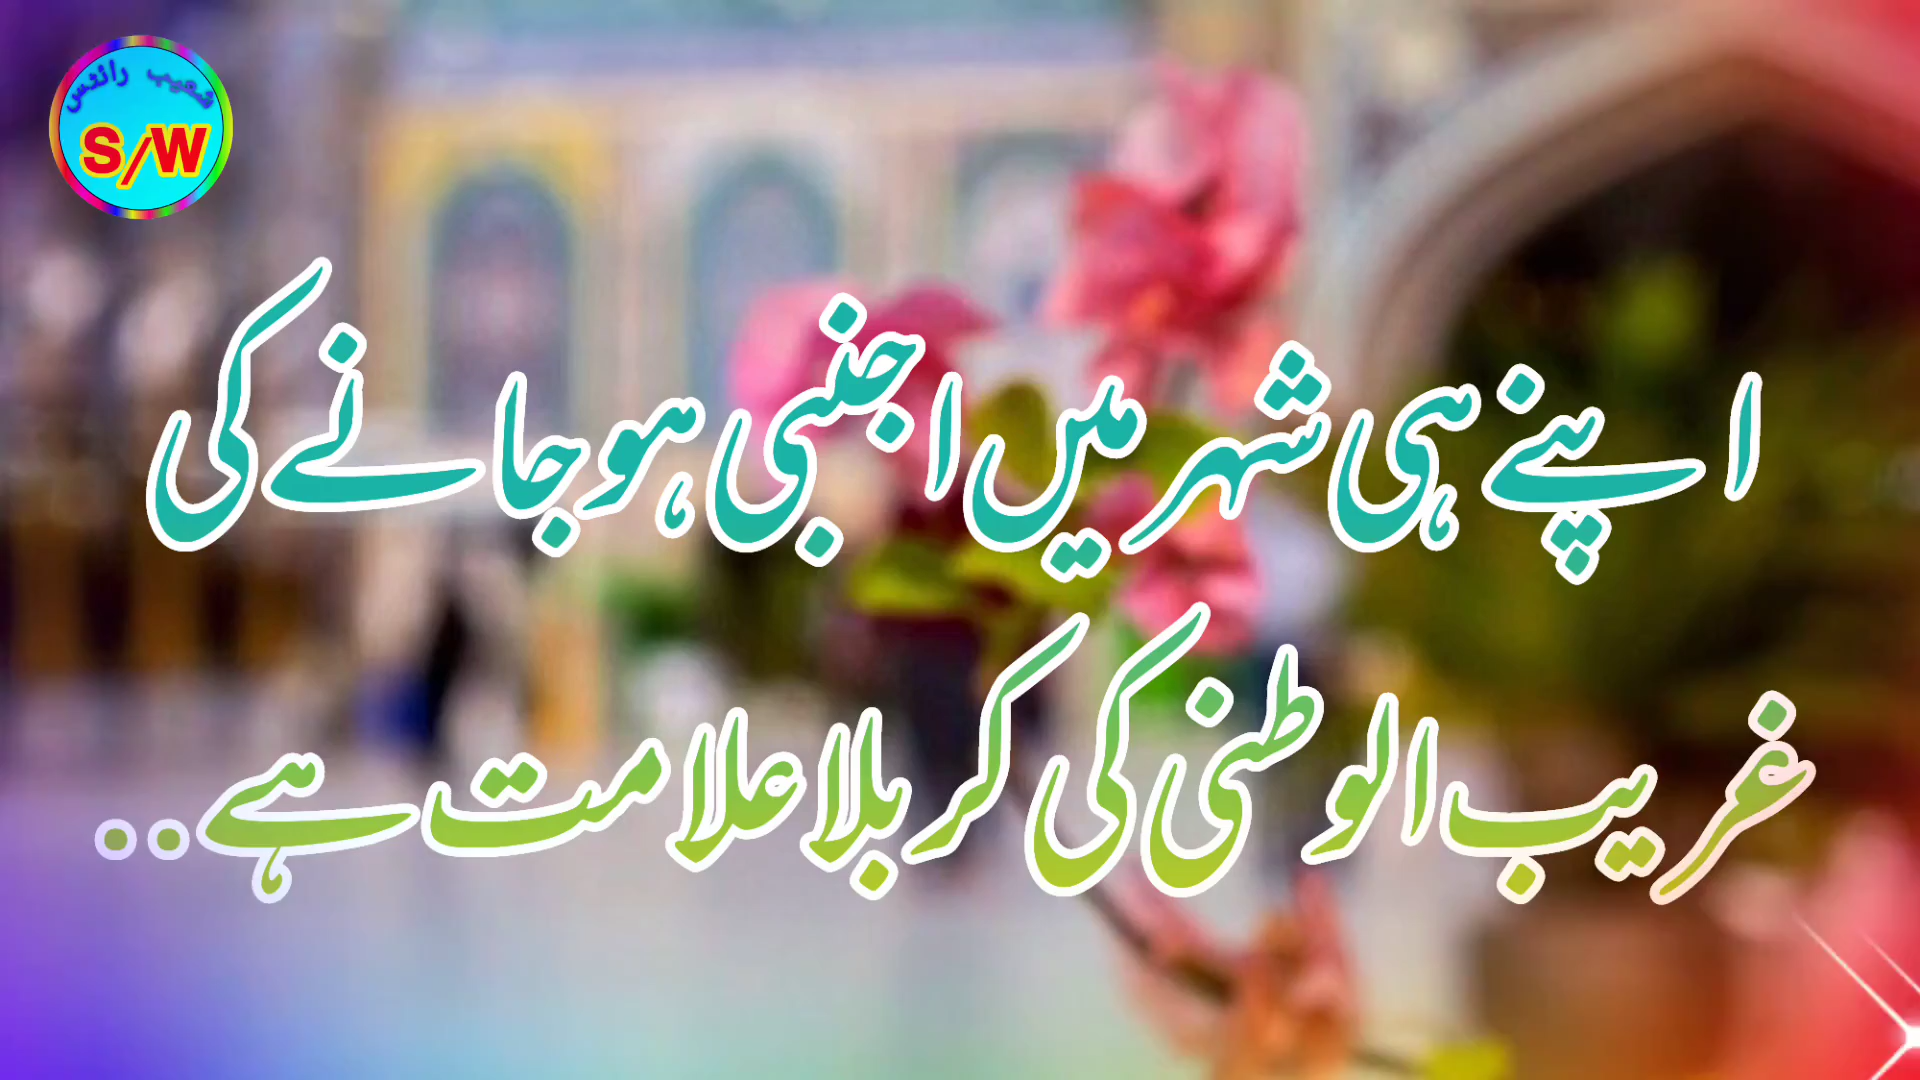 شعیب رائٹس
S/W
اپنے ہی شہر میں اجنبی ہو جانے کی
غریب الوطنی کی کربلا علامت ہے..